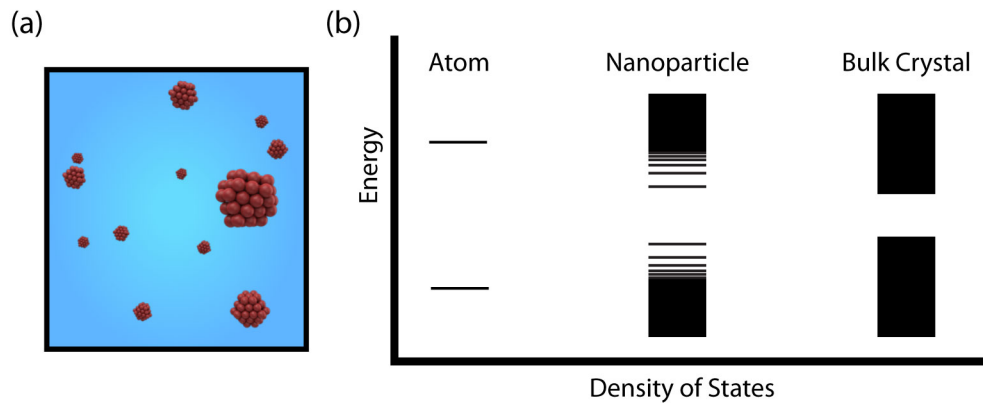 (a)
(b)
Atom
Nanoparticle
Bulk Crystal
Energy
Density of States